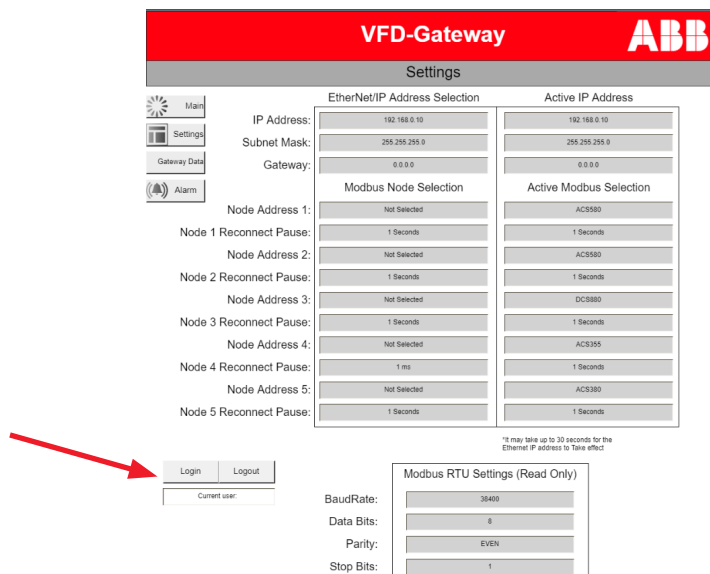 VFD-Gateway
ABB
Settings
EtherNet/IP Address Selection Active IP Address
Main
IP Address: 192.168.0.10 192.168.0.10
Settings
Subnet Mask: 255.255.255.0 255.255.255.0
Gateway Data
Gateway: 0.0.0.0 0.0.0.0
Alarm
Modbus Node Selection Active Modbus Selection
Node Address 1: Not Selected ACS580
Node 1 Reconnect Pause: 1 Seconds 1 Seconds
Node Address 2: Not Selected ACS580
Node 2 Reconnect Pause: 1 Seconds 1 Seconds
Node Address 3: Not Selected DCS880
Node 3 Reconnect Pause: 1 Seconds 1 Seconds
Node Address 4: Not Selected ACS355
Node 4 Reconnect Pause: 1 ms 1 Seconds
Node Address 5: Not Selected ACS380
Node 5 Reconnect Pause: 1 Seconds 1 Seconds
*It may take up to 30 seconds for the
Ethernet IP address to Take effect
Login Logout
Current user:
Modbus RTU Settings (Read Only)
BaudRate: 38400
Data Bits: 8
Parity: EVEN
Stop Bits: 1